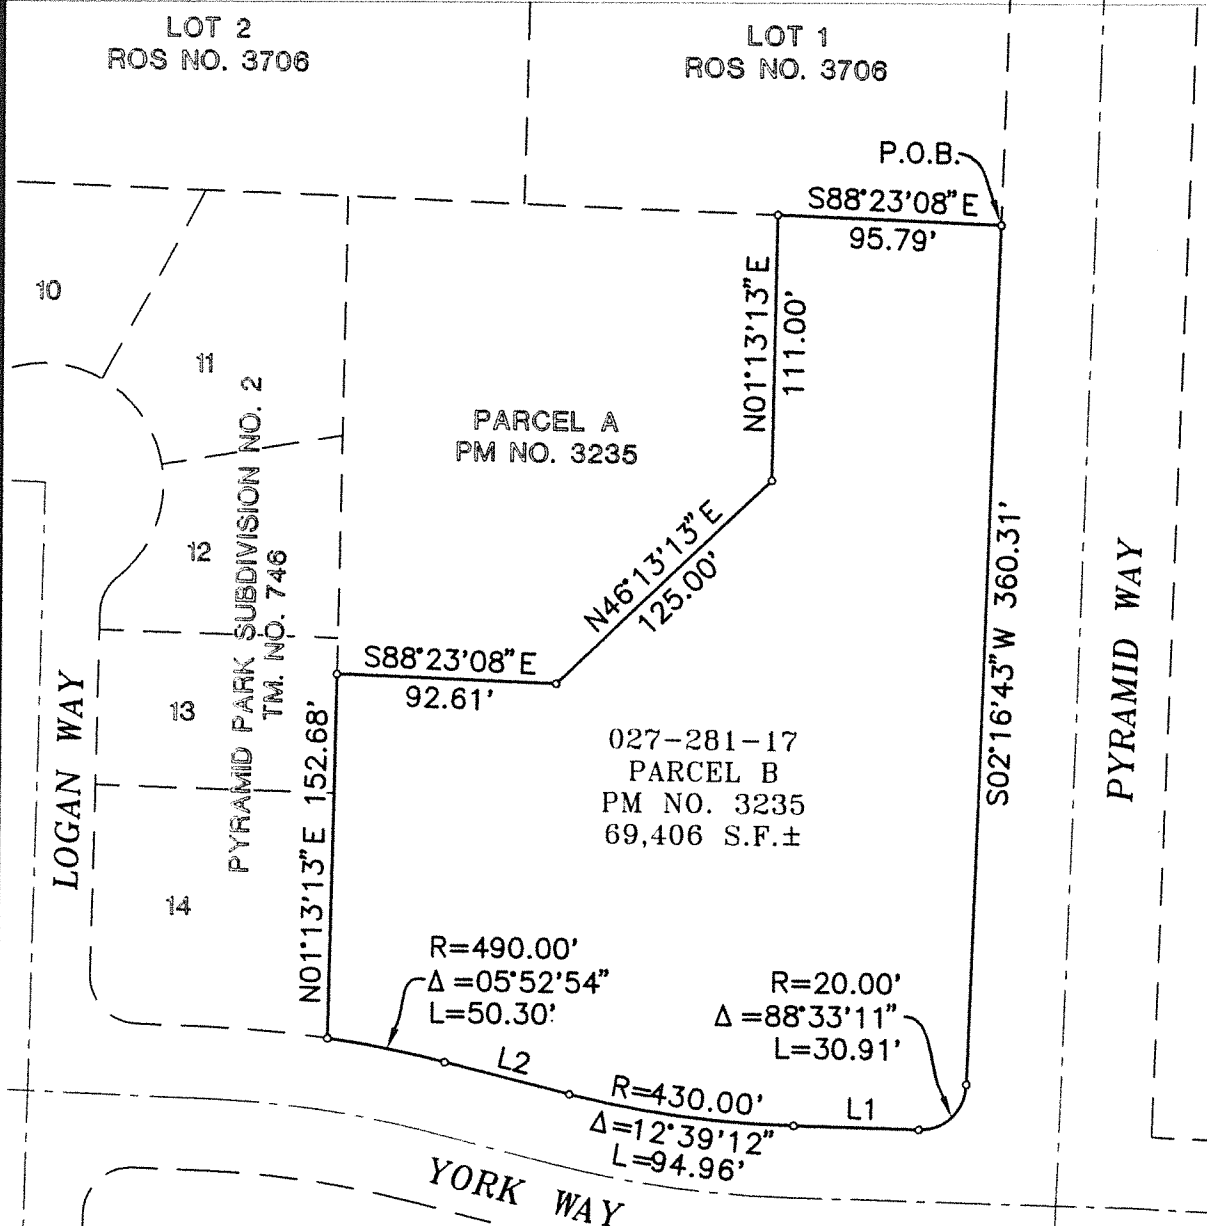 LOT 2
ROS NO. 3706
LOT 1
ROS NO. 3706
P.O.B.
S88°23'08"E
95.79'
N01°13'13"E
111.00'
10
11
PARCEL A
PM NO. 3235
12
PYRAMID PARK SUBDIVISION NO. 2
TM. NO. 746
N46°13'13"E
125.00'
S02°16'43"W 360.31'
PYRAMID WAY
S88°23'08"E
92.61'
13
LOGAN WAY
N01°13'13"E 152.68'
027-281-17
PARCEL B
PM NO. 3235
69,406 S.F.±
14
R=490.00'
Δ=05°52'54"
L=50.30'
R=20.00'
Δ=88°33'11"
L=30.91'
L2
R=430.00'
Δ=12°39'12"
L=94.96'
L1
YORK WAY